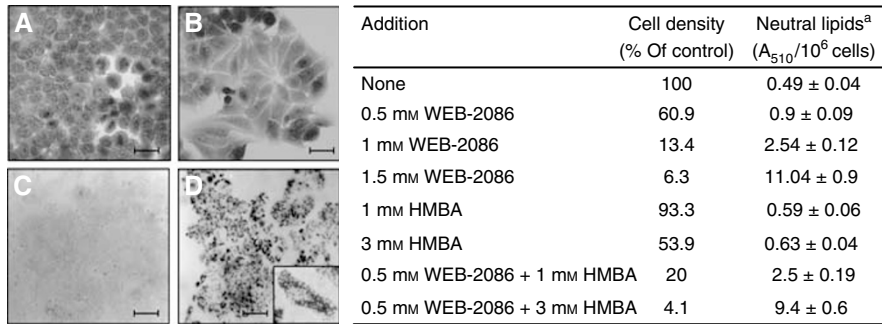 A
B
C
D
Addition Cell density Neutral lipidsᵃ
(% Of control) (A₅₁₀/10⁶ cells)
None 100 0.49 ± 0.04
0.5 mM WEB-2086 60.9 0.9 ± 0.09
1 mM WEB-2086 13.4 2.54 ± 0.12
1.5 mM WEB-2086 6.3 11.04 ± 0.9
1 mM HMBA 93.3 0.59 ± 0.06
3 mM HMBA 53.9 0.63 ± 0.04
0.5 mM WEB-2086 + 1 mM HMBA 20 2.5 ± 0.19
0.5 mM WEB-2086 + 3 mM HMBA 4.1 9.4 ± 0.6